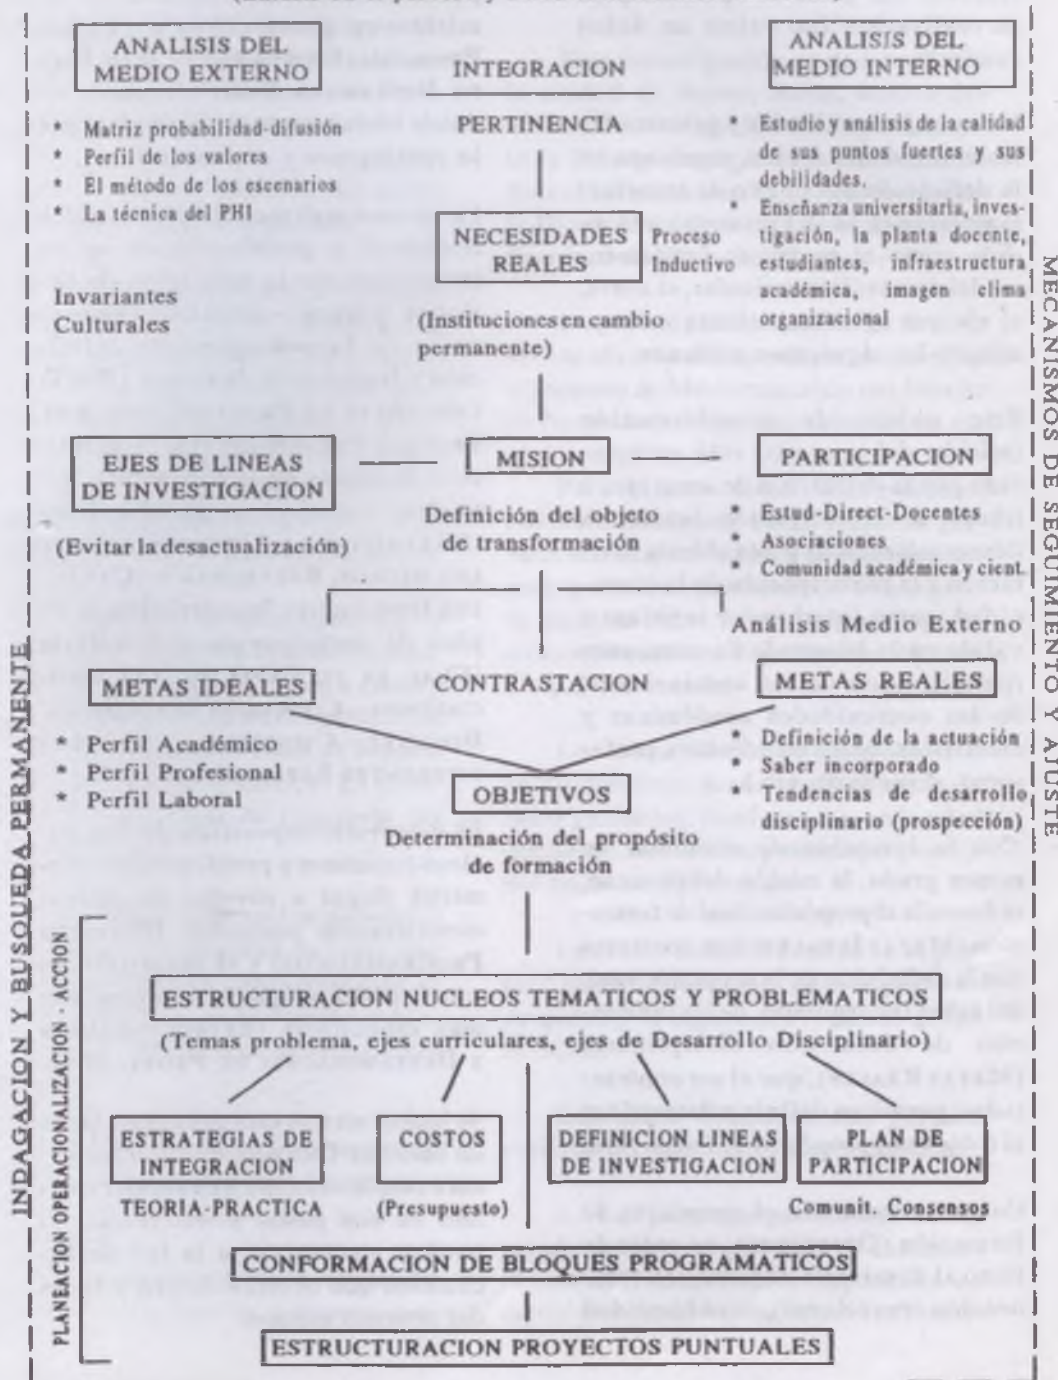 ANALISIS DEL
MEDIO EXTERNO
* Matriz probabilidad-difusión
* Perfil de los valores
* El método de los escenarios
* La técnica del PHI
Invariantes
Culturales
INTEGRACION
PERTINENCIA
NECESIDADES
REALES
Proceso
Inductivo
(Instituciones en cambio
permanente)
ANALISIS DEL
MEDIO INTERNO
* Estudio y análisis de la calidad
de sus puntos fuertes y sus
debilidades.
* Enseñanza universitaria, inves-
tigación, la planta docente,
estudiantes, infraestructura
académica, imagen clima
organizacional
EJES DE LINEAS
DE INVESTIGACION
(Evitar la desactualización)
MISION
Definición del objeto
de transformación
PARTICIPACION
* Estud-Direct-Docentes
* Asociaciones
* Comunidad académica y cient.
Análisis Medio Externo
METAS IDEALES
* Perfil Académico
* Perfil Profesional
* Perfil Laboral
CONTRASTACION
METAS REALES
* Definición de la actuación
* Saber incorporado
* Tendencias de desarrollo
disciplinario (prospección)
OBJETIVOS
Determinación del propósito
de formación
ESTRUCTURACION NUCLEOS TEMATICOS Y PROBLEMATICOS
(Temas problema, ejes curriculares, ejes de Desarrollo Disciplinario)
ESTRATEGIAS DE
INTEGRACION
TEORIA-PRACTICA
COSTOS
(Presupuesto)
DEFINICION LINEAS
DE INVESTIGACION
PLAN DE
PARTICIPACION
Comunit. Consensos
CONFORMACION DE BLOQUES PROGRAMATICOS
ESTRUCTURACION PROYECTOS PUNTUALES
INDAGACION Y BUSQUEDA PERMANENTE
PLANEACION OPERACIONALIZACION - ACCION
MECANISMOS DE SEGUIMIENTO Y AJUSTE